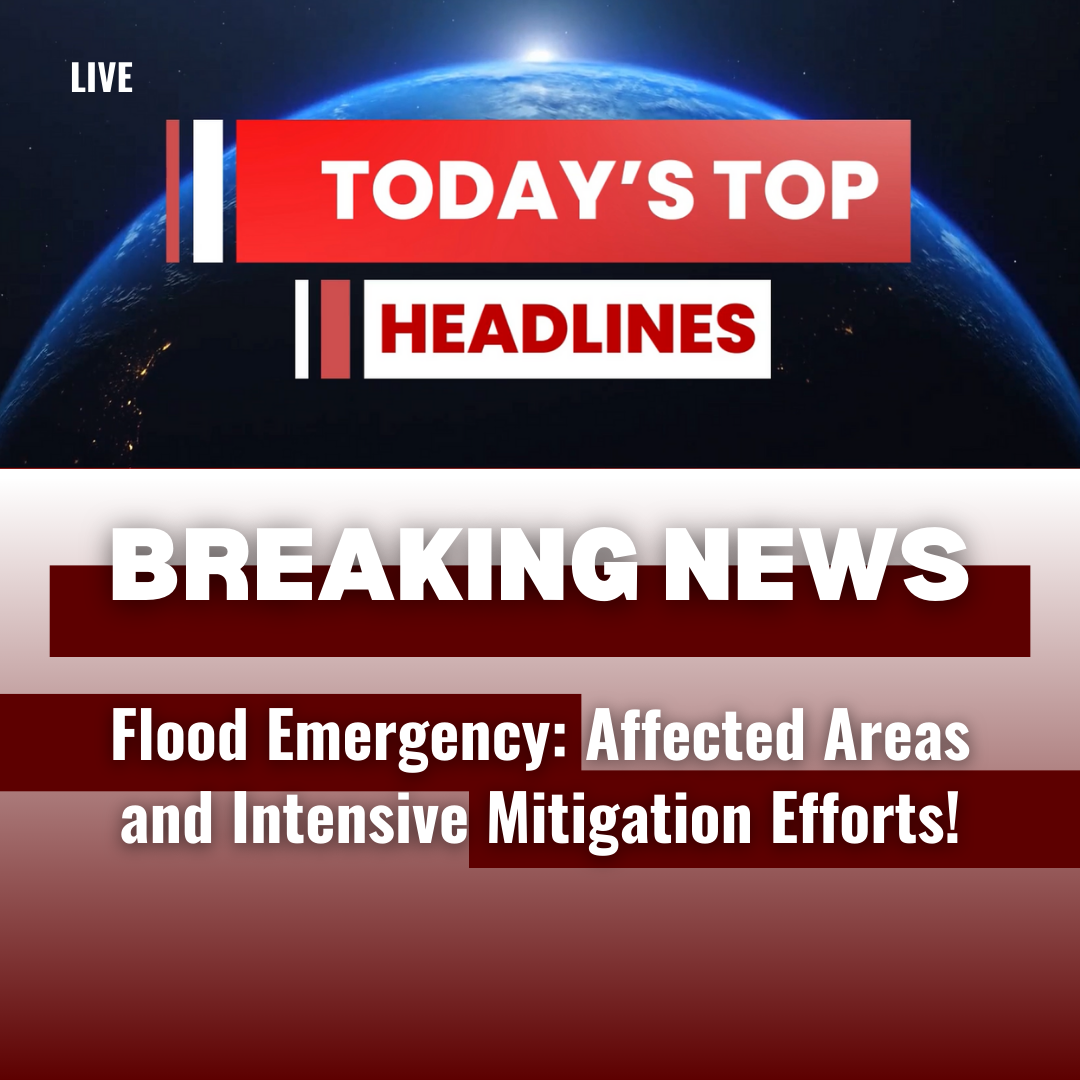 LIVE
TODAY’S TOP
HEADLINES
BREAKING NEWS
Flood Emergency: Affected Areas
and Intensive Mitigation Efforts!